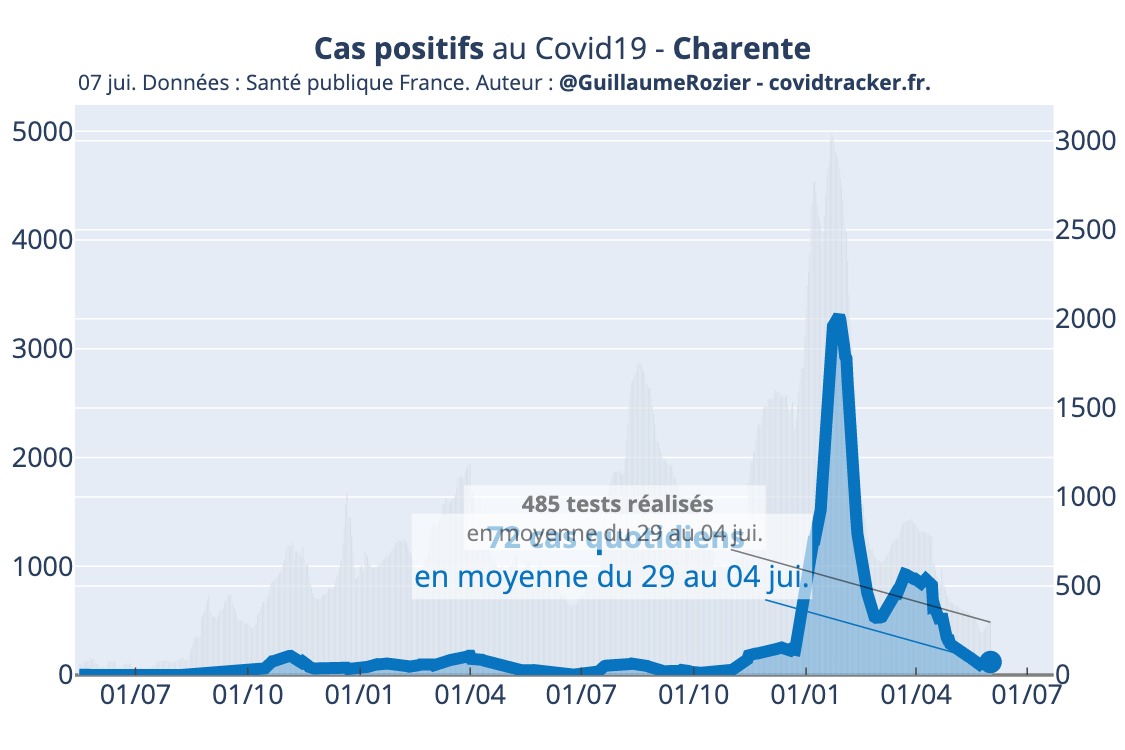 Cas positifs au Covid19 - Charente
07 jui. Données : Santé publique France. Auteur : @GuillaumeRozier - covidtracker.fr.
5000
4000
3000
2000
1000
0
3000
2500
2000
1500
1000
500
0
485 tests réalisés
en moyenne du 29 au 04 jui.
72 cas quotidiens
en moyenne du 29 au 04 jui.
01/07 01/10 01/01 01/04 01/07 01/10 01/01 01/04 01/07